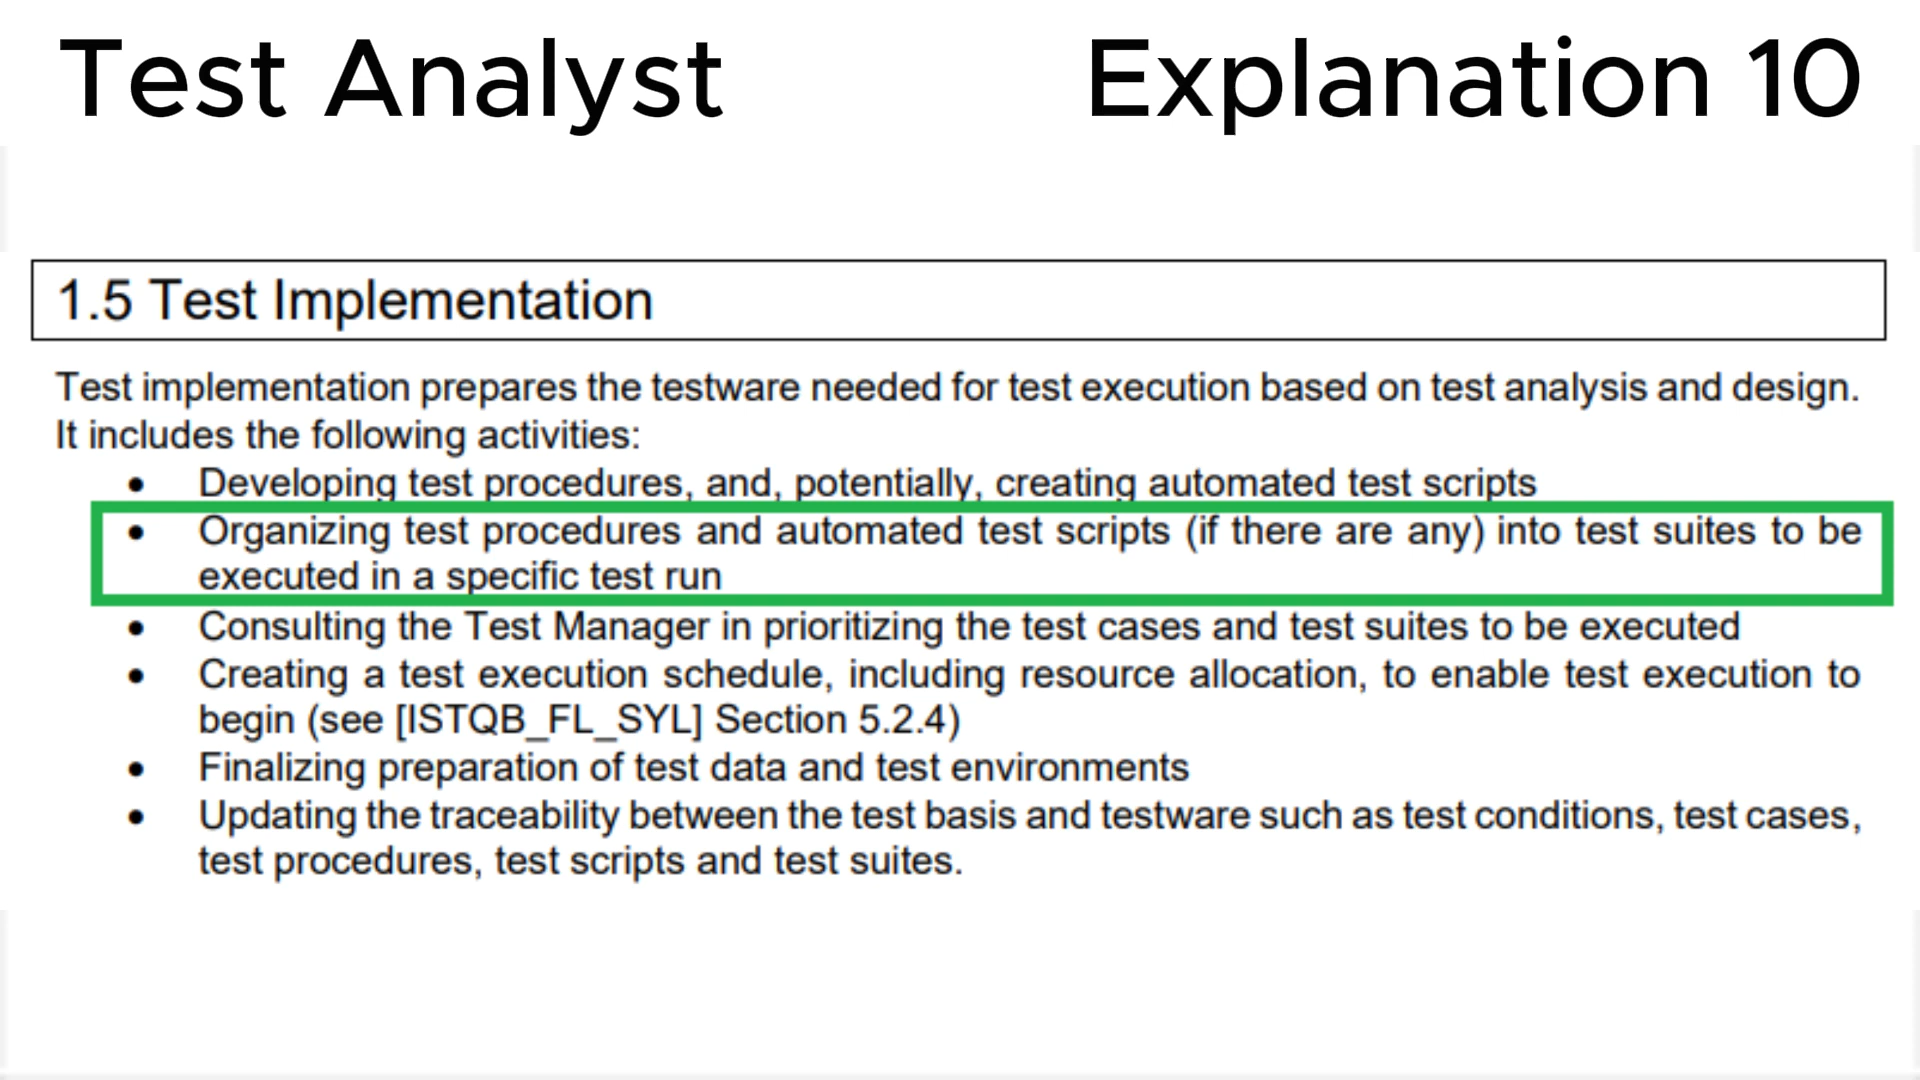 Test Analyst Explanation 10
1.5 Test Implementation
Test implementation prepares the testware needed for test execution based on test analysis and design.
It includes the following activities:
• Developing test procedures, and, potentially, creating automated test scripts
• Organizing test procedures and automated test scripts (if there are any) into test suites to be
executed in a specific test run
• Consulting the Test Manager in prioritizing the test cases and test suites to be executed
• Creating a test execution schedule, including resource allocation, to enable test execution to
begin (see [ISTQB_FL_SYL] Section 5.2.4)
• Finalizing preparation of test data and test environments
• Updating the traceability between the test basis and testware such as test conditions, test cases,
test procedures, test scripts and test suites.